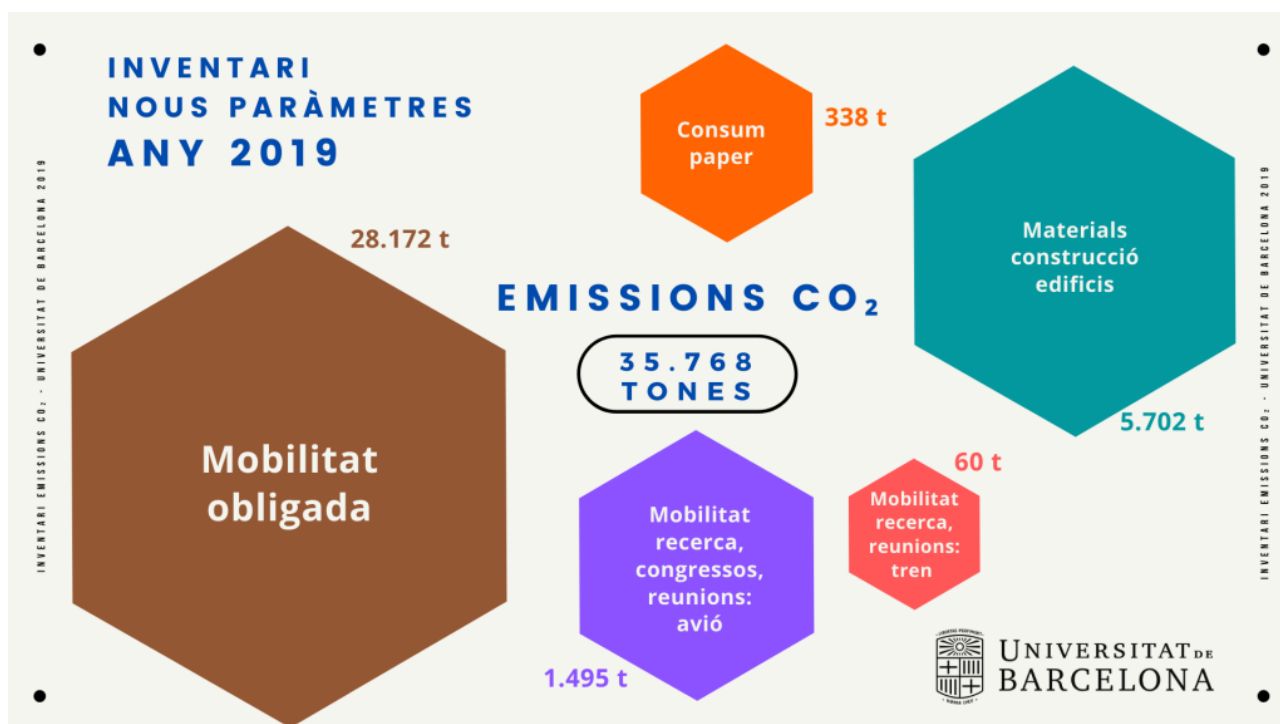 INVENTARI
NOUS PARÀMETRES
ANY 2019
INVENTARI EMISSIONS CO₂ - UNIVERSITAT DE BARCELONA 2019
28.172 t
Mobilitat
obligada
Consum
paper
338 t
EMISSIONS CO₂
35.768
TONES
Materials
construcció
edificis
5.702 t
Mobilitat
recerca,
congressos,
reunions:
avió
1.495 t
60 t
Mobilitat
recerca,
reunions:
tren
UNIVERSITAT DE
BARCELONA
INVENTARI EMISSIONS CO₂ - UNIVERSITAT DE BARCELONA 2019